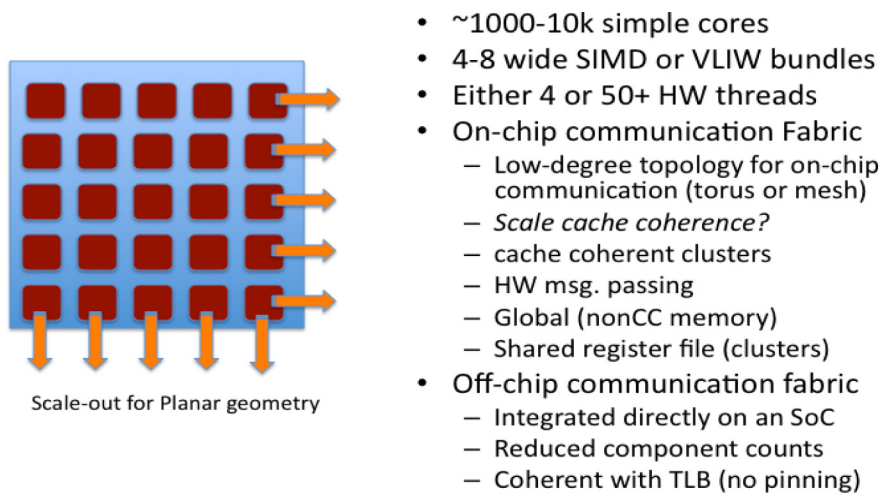 • ~1000-10k simple cores
• 4-8 wide SIMD or VLIW bundles
• Either 4 or 50+ HW threads
• On-chip communication Fabric
– Low-degree topology for on-chip
communication (torus or mesh)
– Scale cache coherence?
– cache coherent clusters
– HW msg. passing
– Global (nonCC memory)
– Shared register file (clusters)
• Off-chip communication fabric
– Integrated directly on an SoC
– Reduced component counts
– Coherent with TLB (no pinning)
Scale-out for Planar geometry